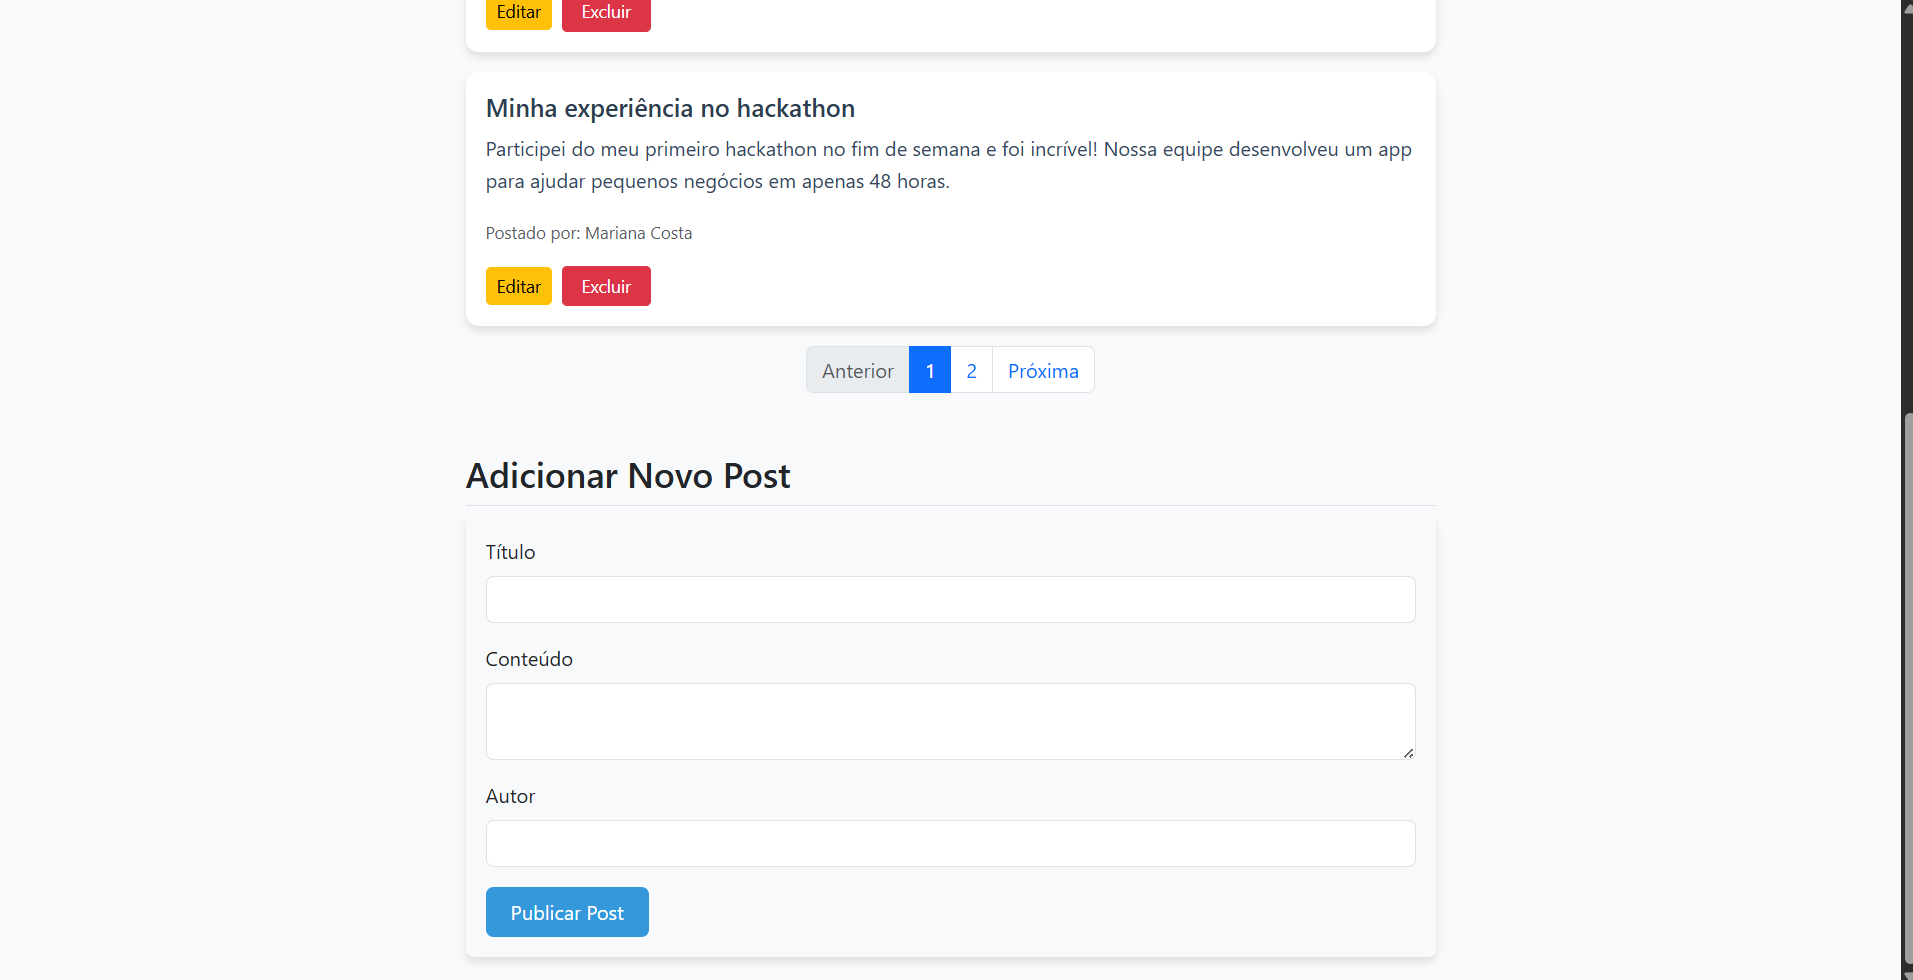 Editar Excluir
Minha experiência no hackathon
Participei do meu primeiro hackathon no fim de semana e foi incrível! Nossa equipe desenvolveu um app
para ajudar pequenos negócios em apenas 48 horas.
Postado por: Mariana Costa
Editar Excluir
Anterior 1 2 Próxima
Adicionar Novo Post
Título
Conteúdo
Autor
Publicar Post